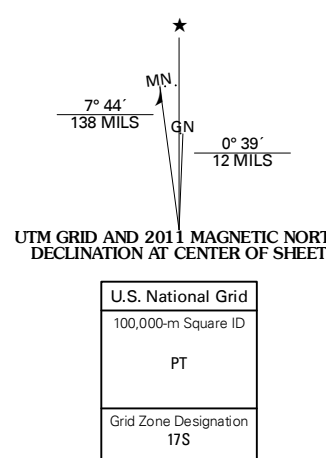 ★
MN
GN
7° 44´
138 MILS
0° 39´
12 MILS
UTM GRID AND 2011 MAGNETIC NORT
DECLINATION AT CENTER OF SHEET
U.S. National Grid
100,000-m Square ID
PT
Grid Zone Designation
17S